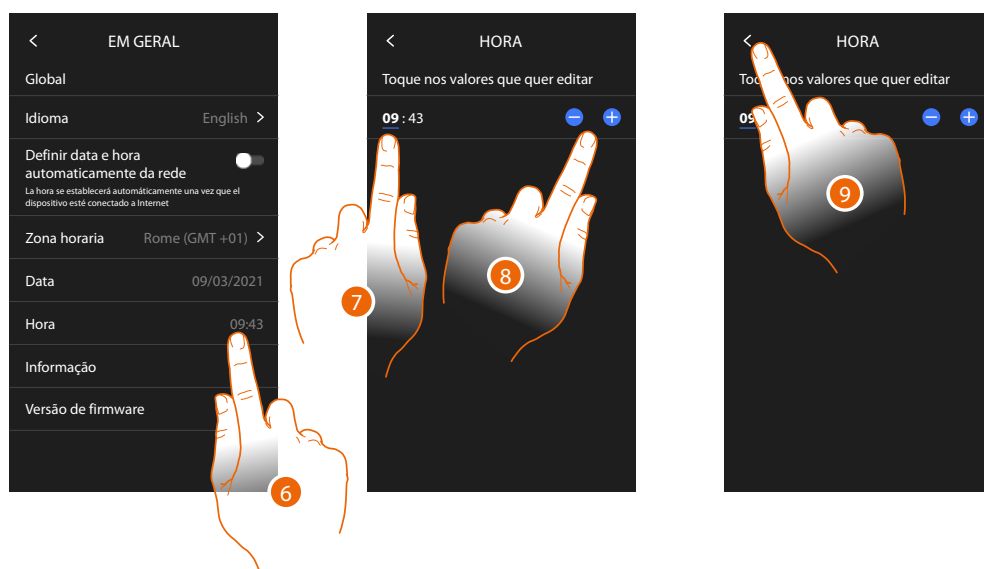 EM GERAL
Global
Idioma English
Definir data e hora
automaticamente da rede
La hora se establecerá automáticamente una vez que el
dispositivo esté conectado a Internet
Zona horaria Rome (GMT +01)
Data 09/03/2021
Hora 09:43
Informação
Versão de firmware
6
HORA
Toque nos valores que quer editar
09 : 43
7
8
HORA
Toque nos valores que quer editar
09
9